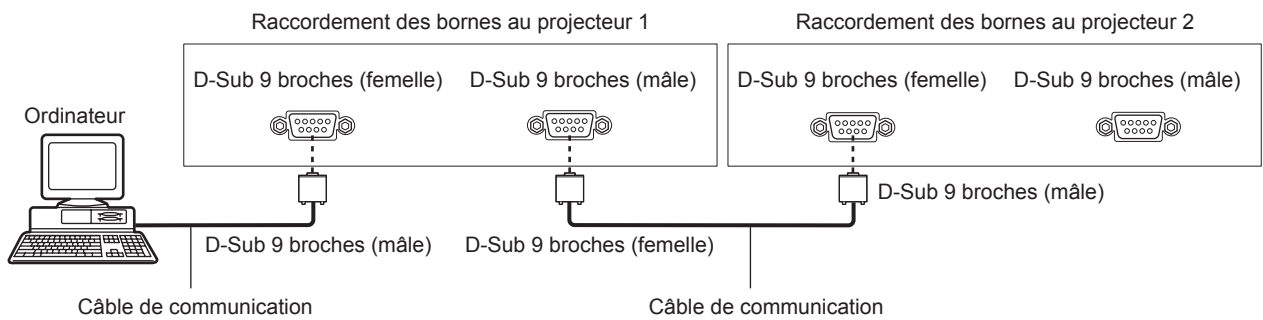 Raccordement des bornes au projecteur 1
Raccordement des bornes au projecteur 2
D-Sub 9 broches (femelle)
D-Sub 9 broches (mâle)
D-Sub 9 broches (femelle)
D-Sub 9 broches (mâle)
Ordinateur
D-Sub 9 broches (mâle)
D-Sub 9 broches (mâle)
D-Sub 9 broches (femelle)
Câble de communication
Câble de communication